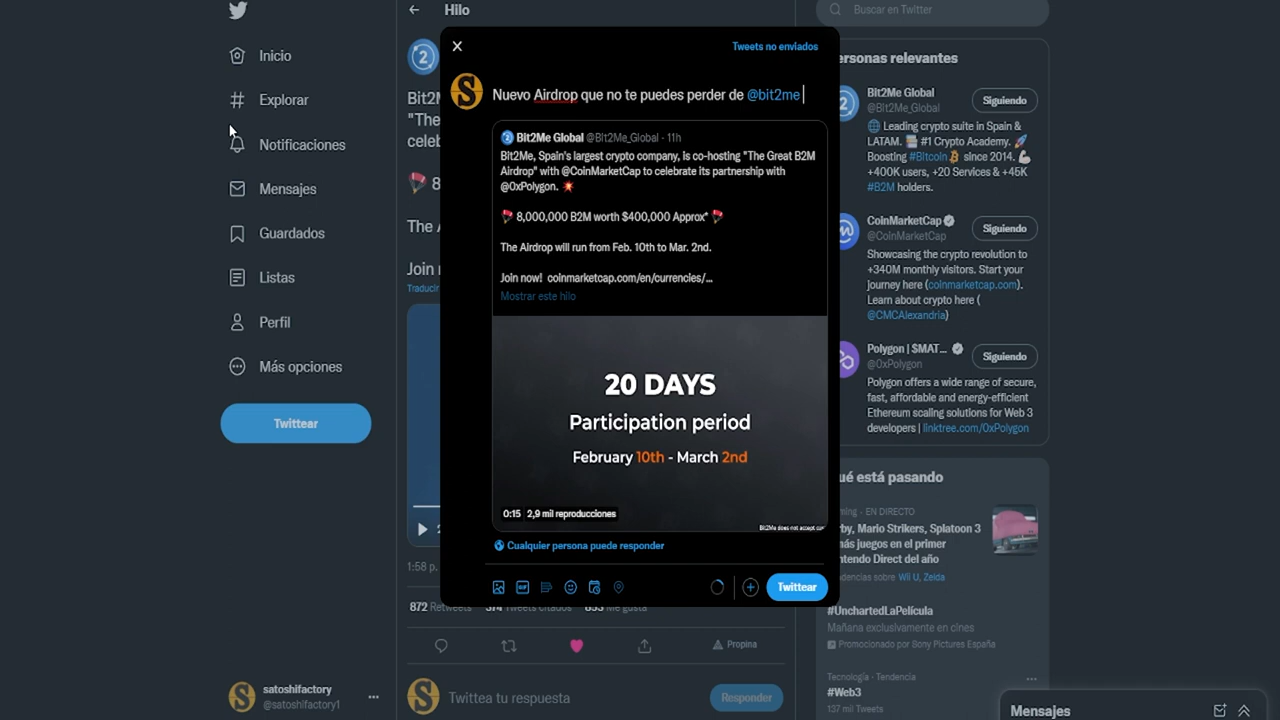 Hilo
Buscar en Twitter
Inicio
Explorar
Notificaciones
Mensajes
Guardados
Listas
Perfil
Más opciones
Twittear
satoshifactory
@satoshifactory1
Tweets no enviados
Nuevo Airdrop que no te puedes perder de @bit2me
Bit2Me Global @BIt2Me_Global · 11h
Bit2Me, Spain's largest crypto company, is co-hosting "The Great B2M
Airdrop" with @CoinMarketCap to celebrate its partnership with
@0xPolygon.
8,000,000 B2M worth $400,000 Approx*
The Airdrop will run from Feb. 10th to Mar. 2nd.
Join now! coinmarketcap.com/en/currencies/…
Mostrar este hilo
20 DAYS
Participation period
February 10th - March 2nd
0:15 2,9 mil reproducciones
Bit2Me does not accept
Cualquier persona puede responder
Twittear
Traducir
1:58 p.
872 Retweets Tweets citados Me gusta
Propina
Twittea tu respuesta
Responder
ersonas relevantes
Bit2Me Global
@BIt2Me_Global
Siguiendo
Leading crypto suite in Spain &
LATAM. #1 Crypto Academy.
Boosting #Bitcoin since 2014.
+400K users, +20 Services & +45K
#B2M holders.
CoinMarketCap
@CoinMarketCap
Siguiendo
Showcasing the crypto revolution to
+340M monthly visitors. Start your
journey here (coinmarketcap.com).
Learn about crypto here (
@CMCAlexandria)
Polygon | $MAT…
@0xPolygon
Siguiendo
Polygon offers a wide range of secure,
fast, affordable and energy-efficient
Ethereum scaling solutions for Web 3
developers | linktree.com/0xPolygon
ué está pasando
ming · EN DIRECTO
rby, Mario Strikers, Splatoon 3
más juegos en el primer
ntendo Direct del año
ndencias sobre Wii U, Zelda
#UnchartedLaPelícula
Mañana exclusivamente en cines
Promocionado por Sony Pictures España
Tecnología · Tendencia
#Web3
137 mil Tweets
Mensajes